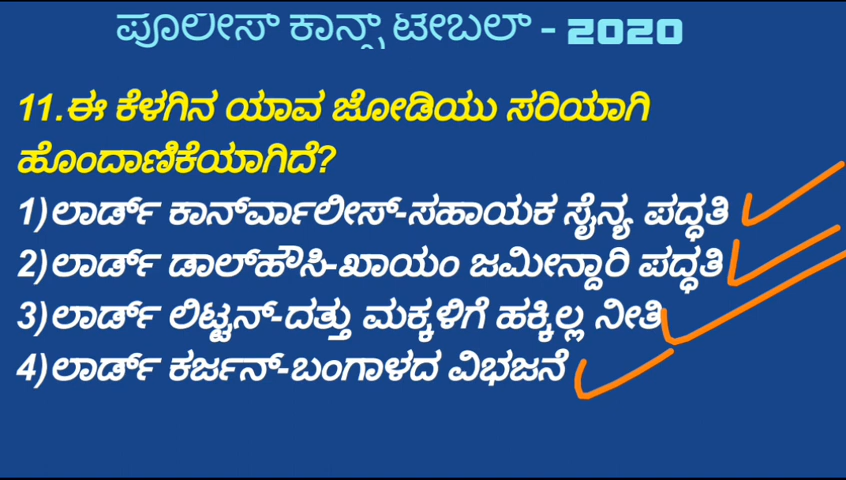 ಪೊಲೀಸ್ ಕಾನ್ಸ್ ಟೇಬಲ್ - 2020
11.ಈ ಕೆಳಗಿನ ಯಾವ ಜೋಡಿಯು ಸರಿಯಾಗಿ
ಹೊಂದಾಣಿಕೆಯಾಗಿದೆ?
1)ಲಾರ್ಡ್ ಕಾರ್ನ್‌ವಾಲೀಸ್-ಸಹಾಯಕ ಸೈನ್ಯ ಪದ್ಧತಿ
2)ಲಾರ್ಡ್ ಡಾಲ್‌ಹೌಸಿ-ಖಾಯಂ ಜಮೀನ್ದಾರಿ ಪದ್ಧತಿ
3)ಲಾರ್ಡ್ ಲಿಟ್ಟನ್-ದತ್ತು ಮಕ್ಕಳಿಗೆ ಹಕ್ಕಿಲ್ಲ ನೀತಿ
4)ಲಾರ್ಡ್ ಕರ್ಜನ್-ಬಂಗಾಳದ ವಿಭಜನೆ